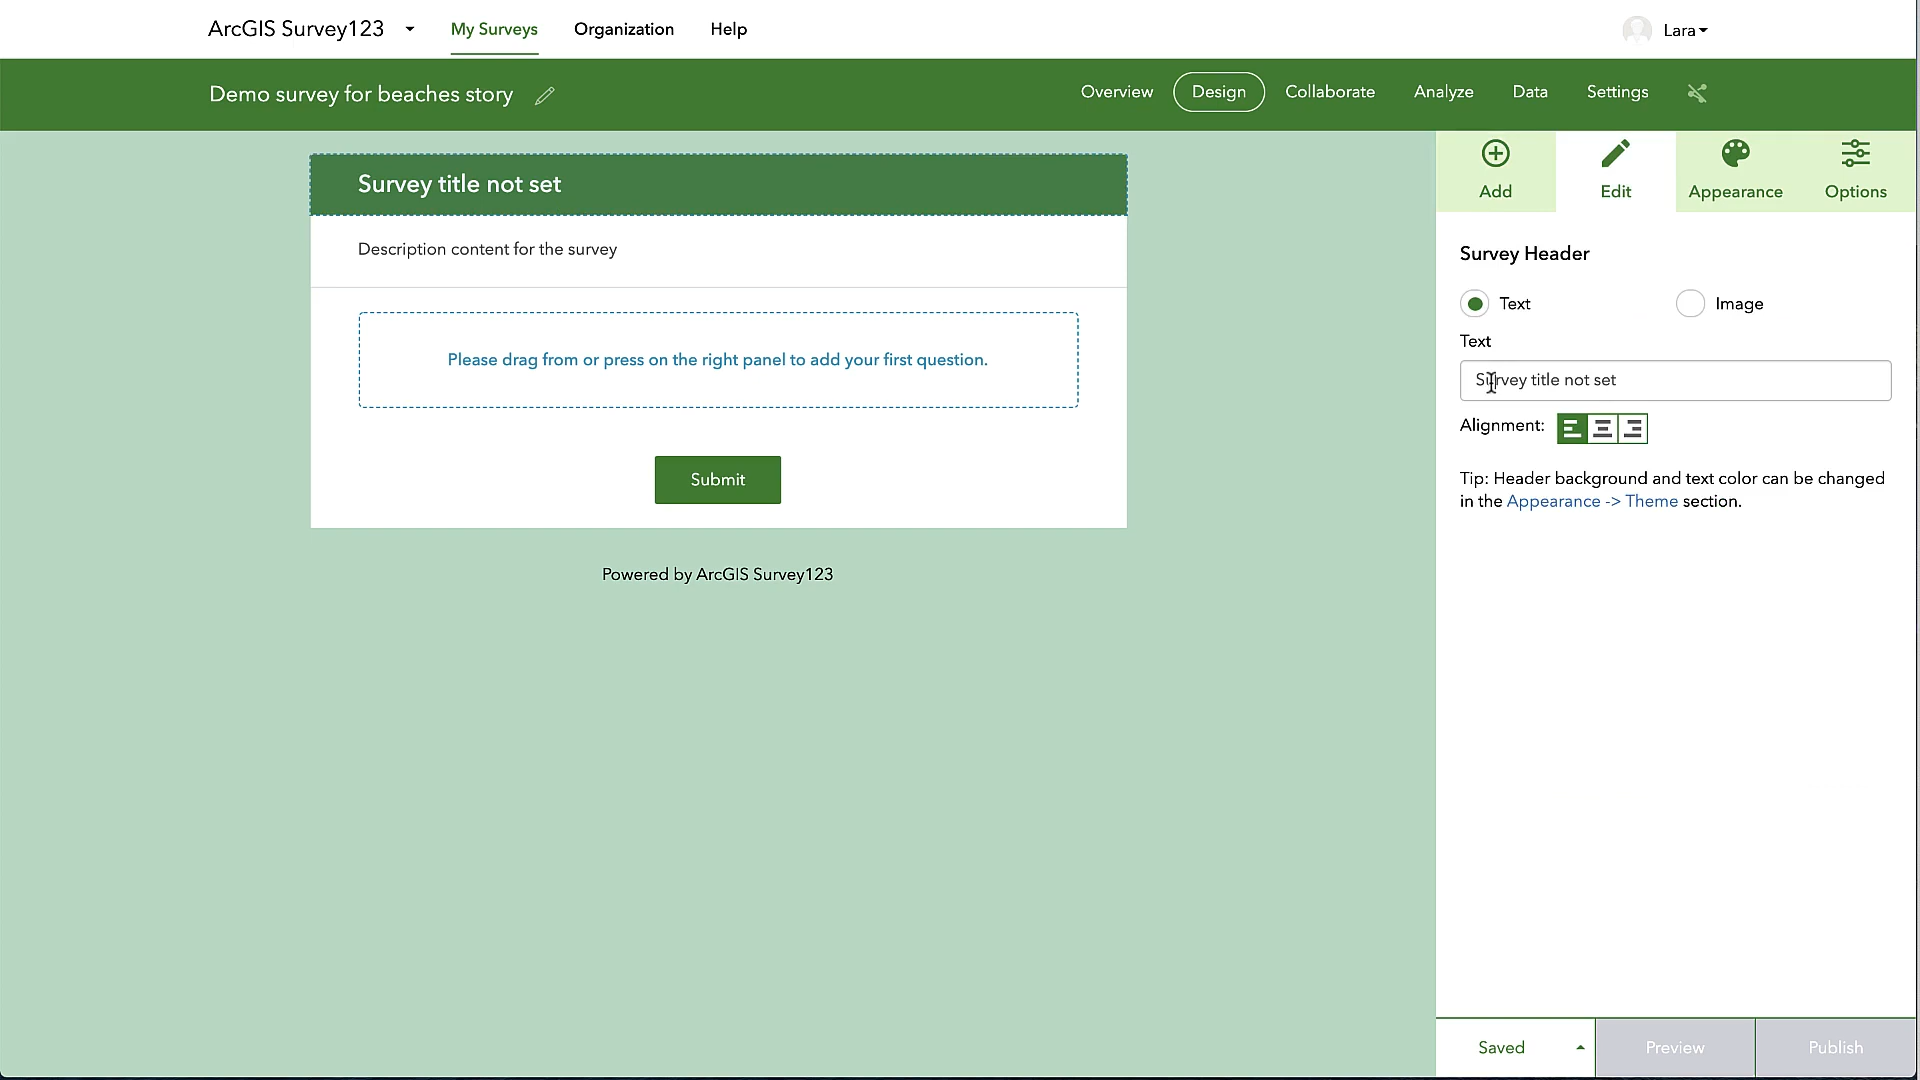 ArcGIS Survey123
My Surveys
Organization
Help
Lara
Demo survey for beaches story
Overview
Design
Collaborate
Analyze
Data
Settings
Survey title not set
Description content for the survey
Please drag from or press on the right panel to add your first question.
Submit
Powered by ArcGIS Survey123
Add
Edit
Appearance
Options
Survey Header
Text
Image
Text
Survey title not set
Alignment:
Tip: Header background and text color can be changed
in the Appearance -> Theme section.
Saved
Preview
Publish